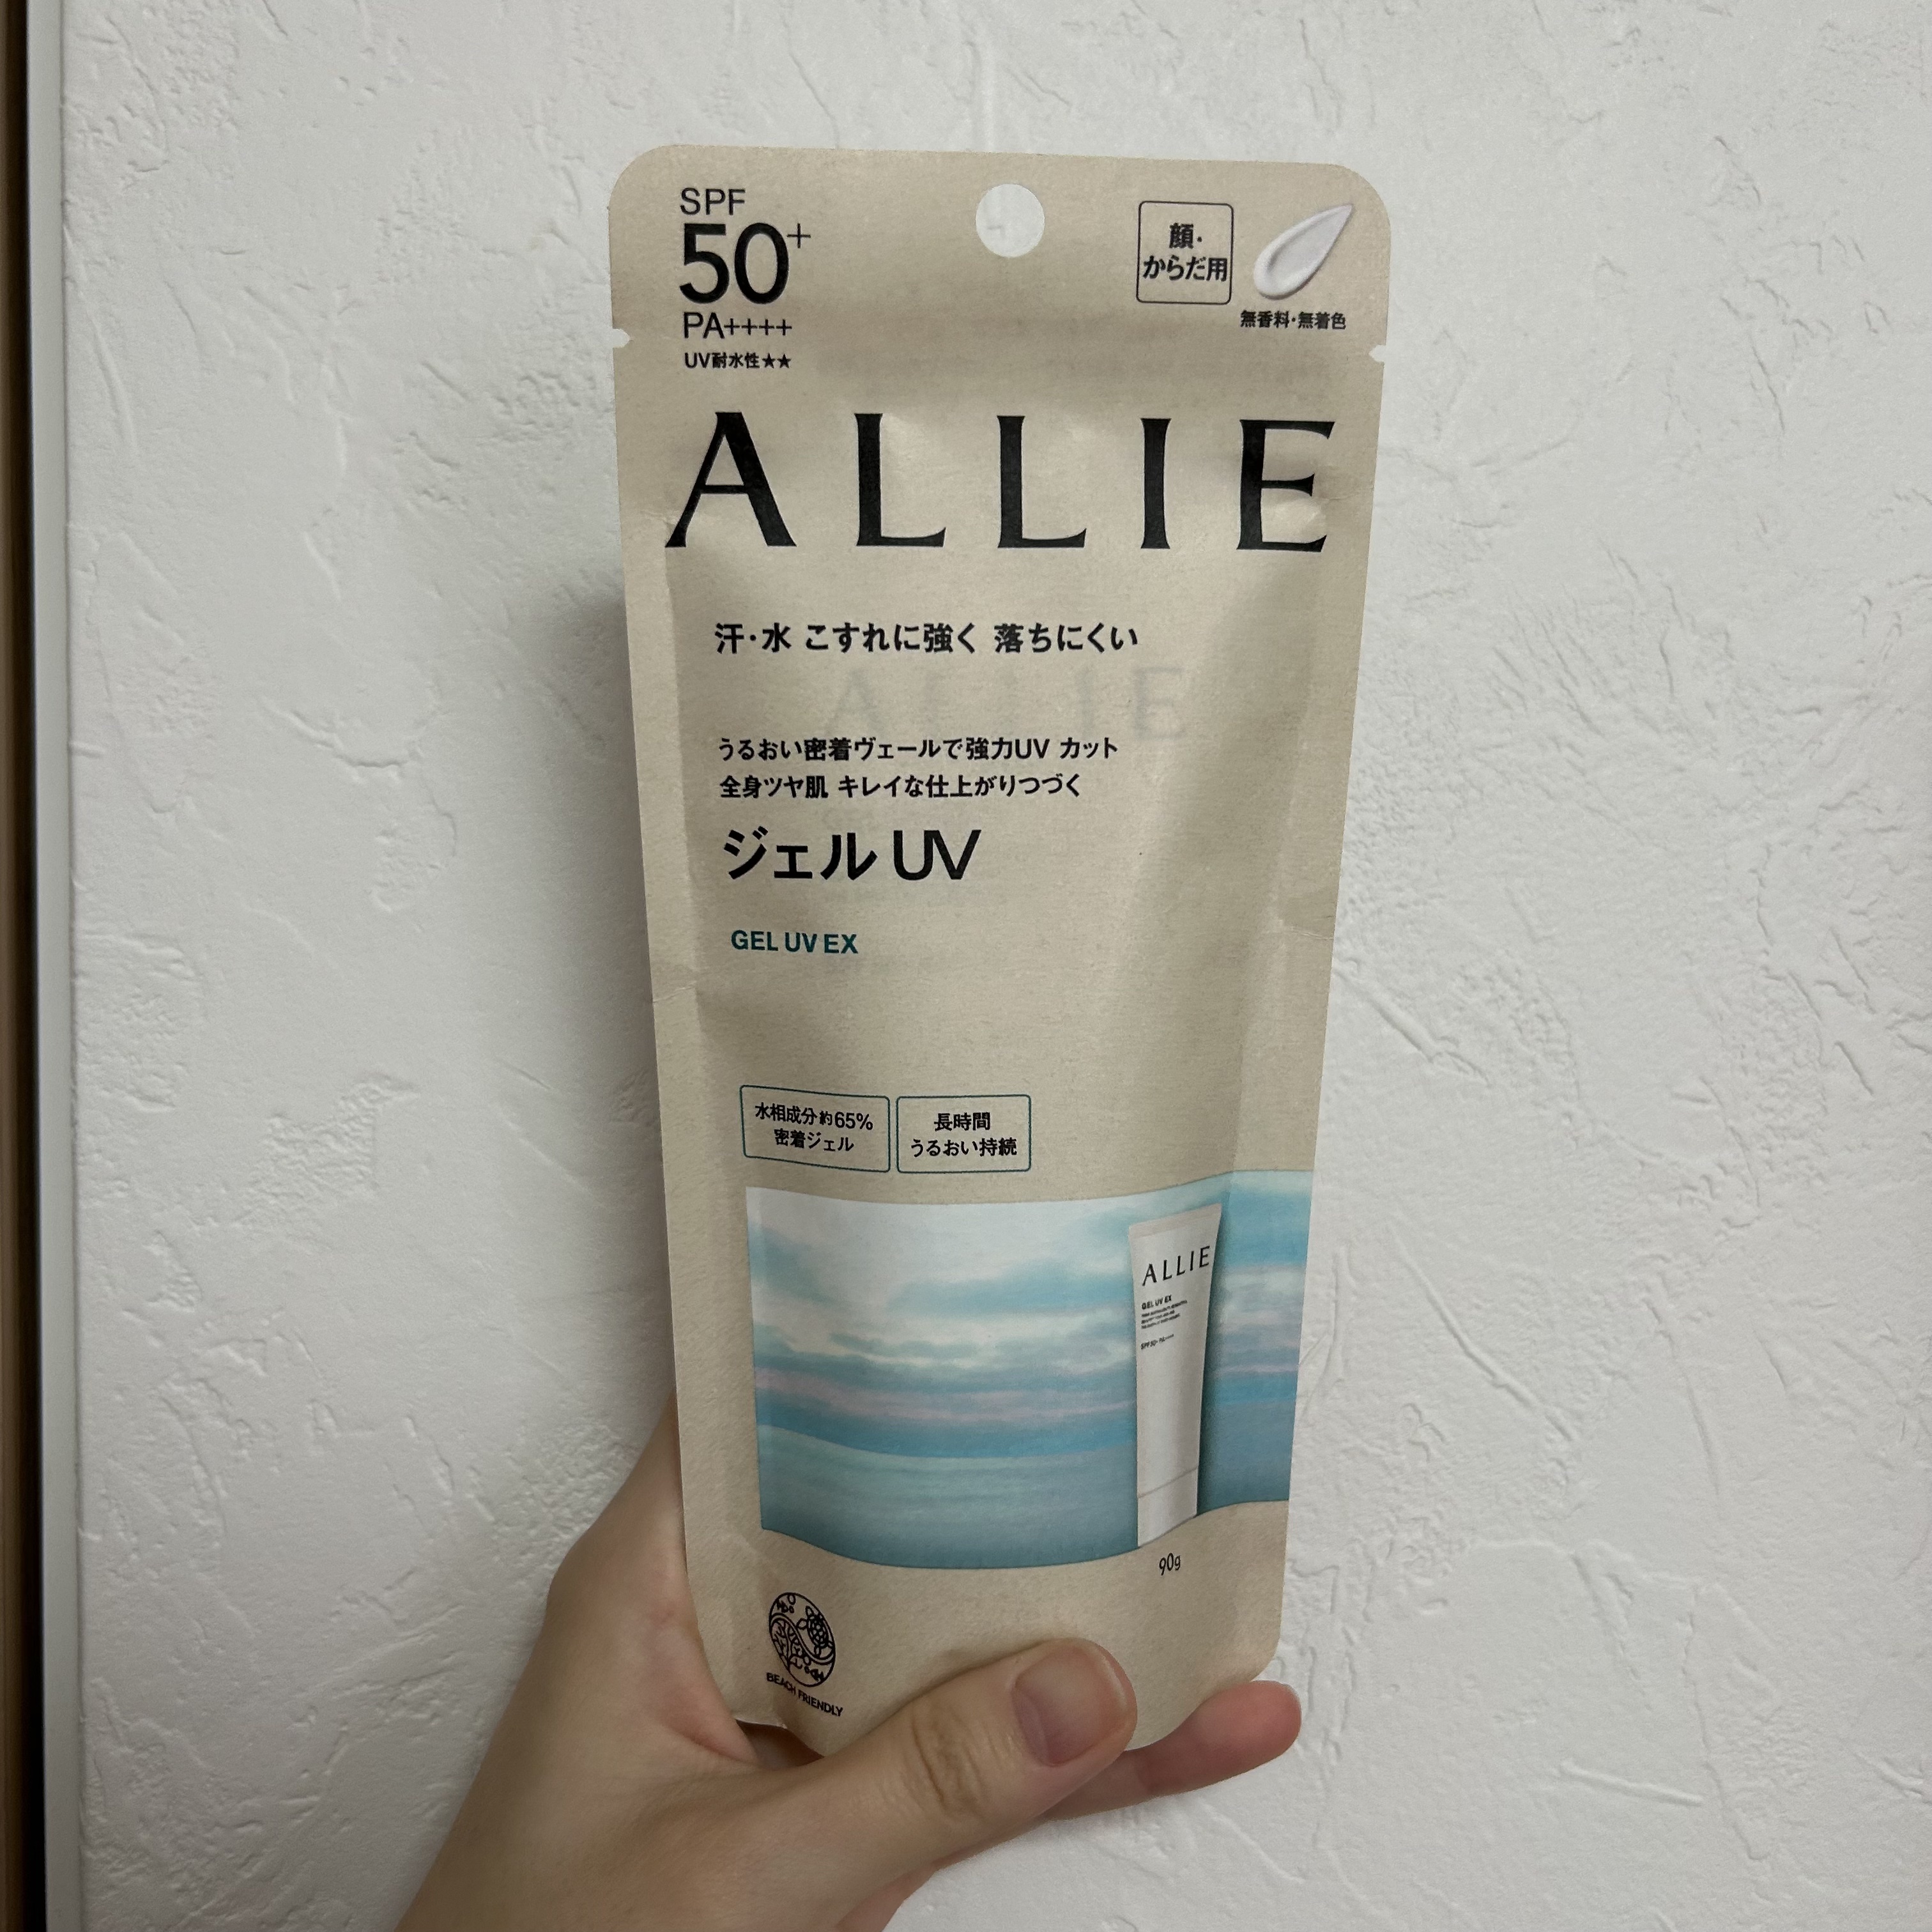 SPF
50+
PA++++
UV耐水性★★
顔・
からだ用
無香料・無着色
ALLIE
汗・水 こすれに強く 落ちにくい
うるおい密着ヴェールで強力UV カット
全身ツヤ肌 キレイな仕上がりつづく
ジェル UV
GEL UV EX
水相成分約65%
密着ジェル
長時間
うるおい持続
ALLIE
GEL UV EX
SPF50+ PA++++
90g
BEACH FRIENDLY